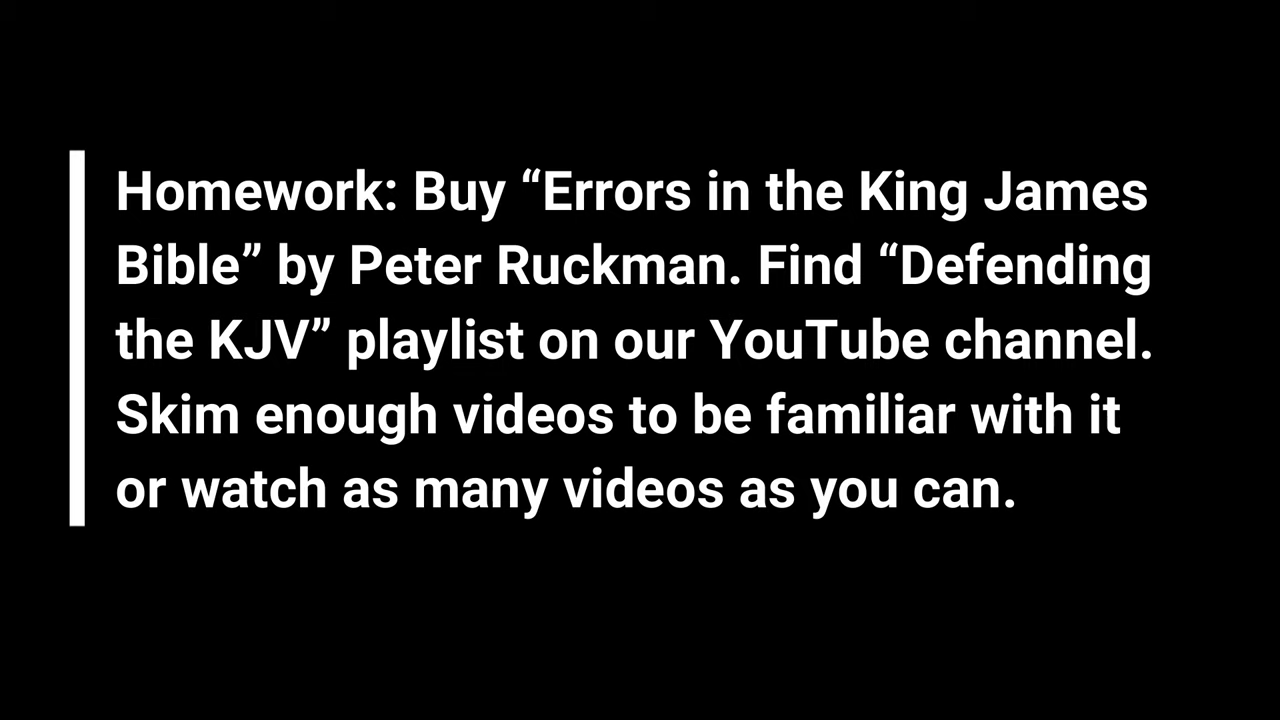 Homework: Buy “Errors in the King James
Bible” by Peter Ruckman. Find “Defending
the KJV” playlist on our YouTube channel.
Skim enough videos to be familiar with it
or watch as many videos as you can.